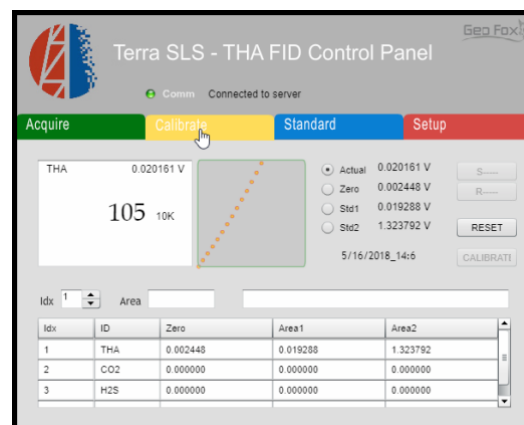 Geo Fox
Terra SLS - THA FID Control Panel
Comm Connected to server
Acquire Calibrate Standard Setup
THA 0.020161 V
105 10K
Actual 0.020161 V
Zero 0.002448 V
Std1 0.019288 V
Std2 1.323792 V
5/16/2018_14:6
S-----
R-----
RESET
CALIBRATI
Idx 1 Area
Idx ID Zero Area1 Area2
1 THA 0.002448 0.019288 1.323792
2 CO2 0.000000 0.000000 0.000000
3 H2S 0.000000 0.000000 0.000000